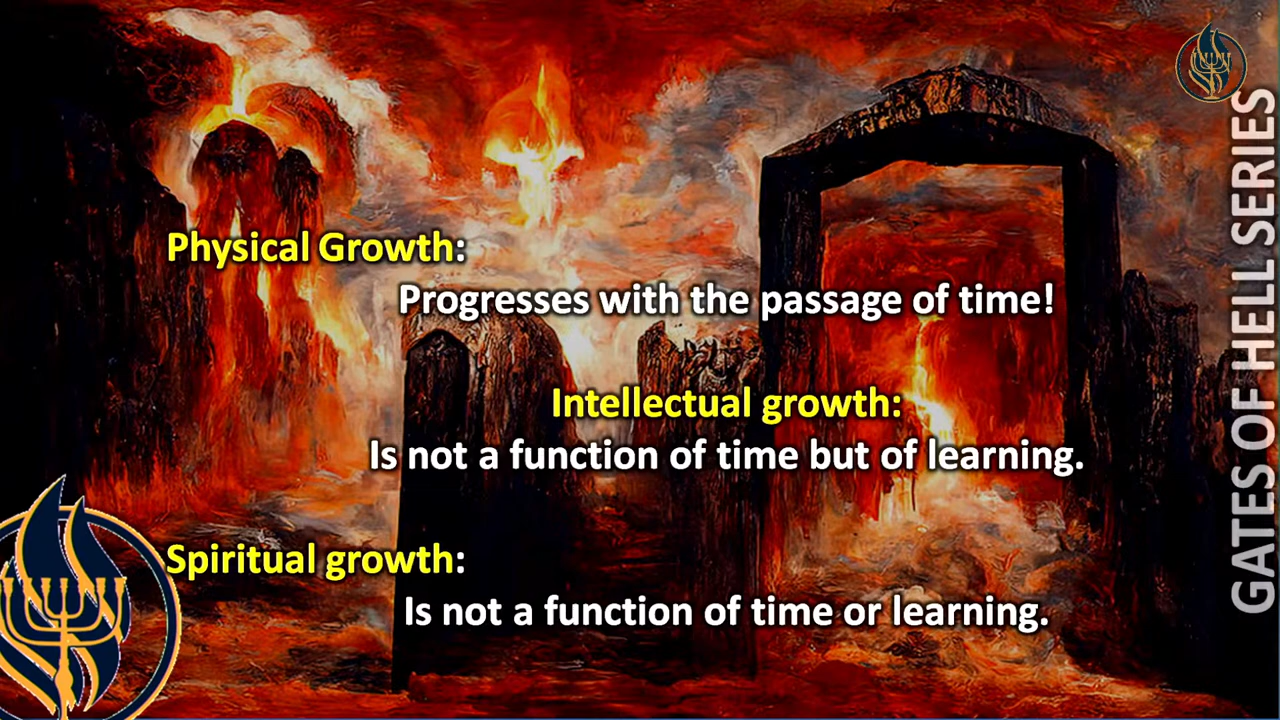 Physical Growth:
Progresses with the passage of time!
Intellectual growth:
Is not a function of time but of learning.
Spiritual growth:
Is not a function of time or learning.
GATES OF HELL SERIES